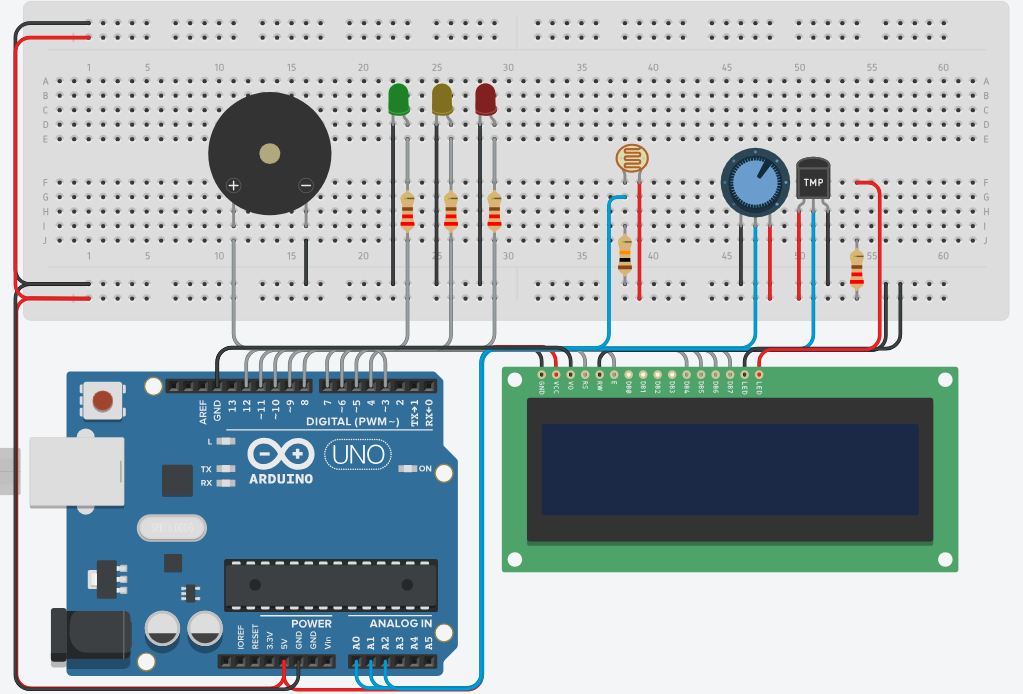 1 5 10 15 20 25 30 35 40 45 50 55 60
A A
B B
C C
D D
E E
+ −
TMP
F F
G G
H H
I I
J J
1 5 10 15 20 25 30 35 40 45 50 55 60
GND VCC VO RS RW E DB0 DB1 DB2 DB3 DB4 DB5 DB6 DB7 LED LED
AREF GND 13 12 ~11 ~10 ~9 8 7 ~6 ~5 4 ~3 2 TX→1 RX←0
DIGITAL (PWM~)
L
TX
RX
UNO
ON
ARDUINO
POWER ANALOG IN
IOREF RESET 3.3V 5V GND GND Vin A0 A1 A2 A3 A4 A5